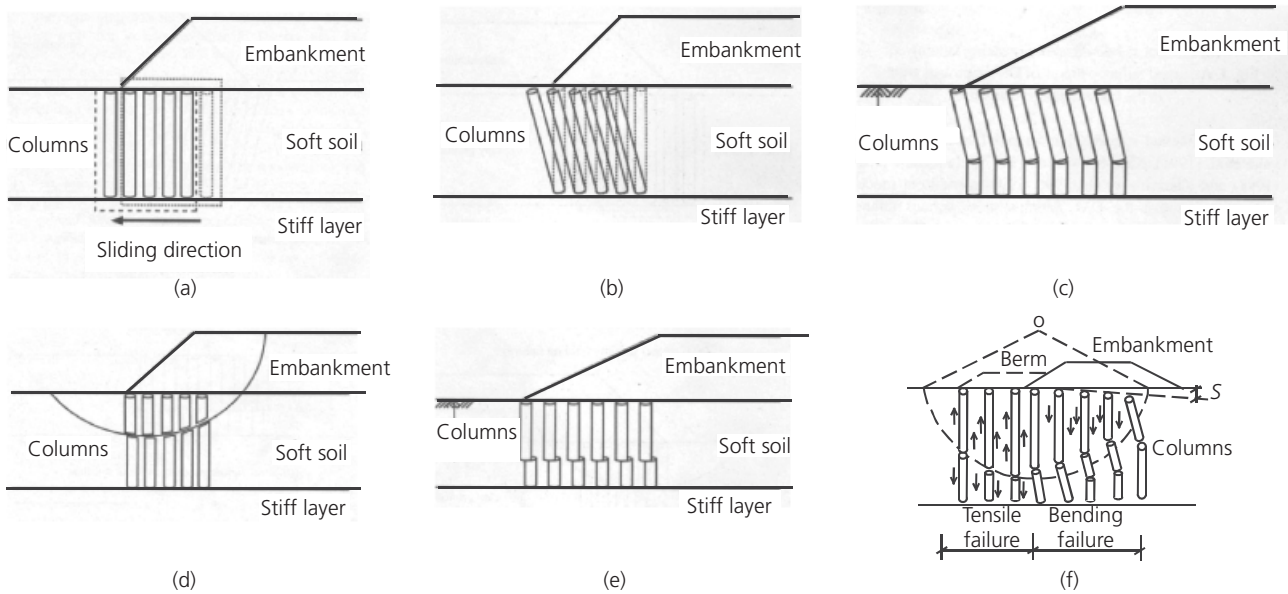 Embankment
Columns
Soft soil
Stiff layer
Sliding direction
(a)
Embankment
Columns
Soft soil
Stiff layer
(b)
Embankment
Columns
Soft soil
Stiff layer
(c)
Embankment
Columns
Soft soil
Stiff layer
(d)
Embankment
Columns
Soft soil
Stiff layer
(e)
O
Embankment
Berm
S
Columns
Tensile
failure
Bending
failure
(f)